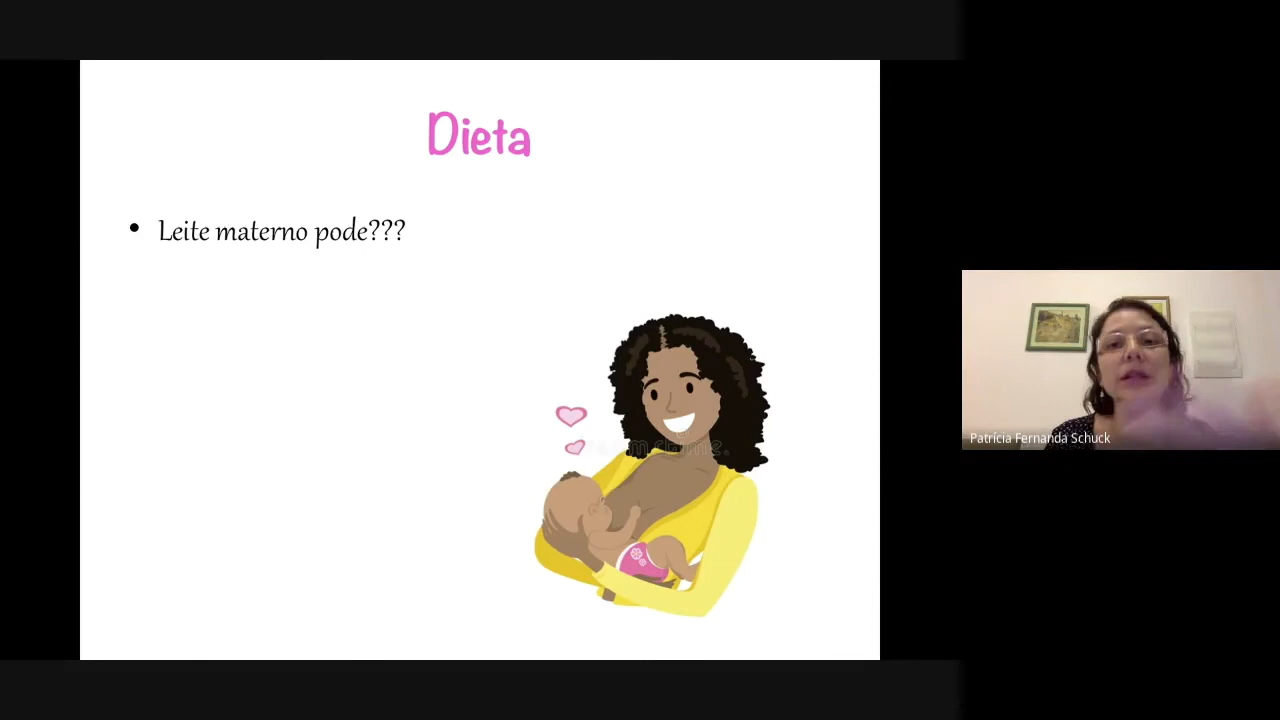 Dieta
• Leite materno pode???
Patrícia Fernanda Schuck